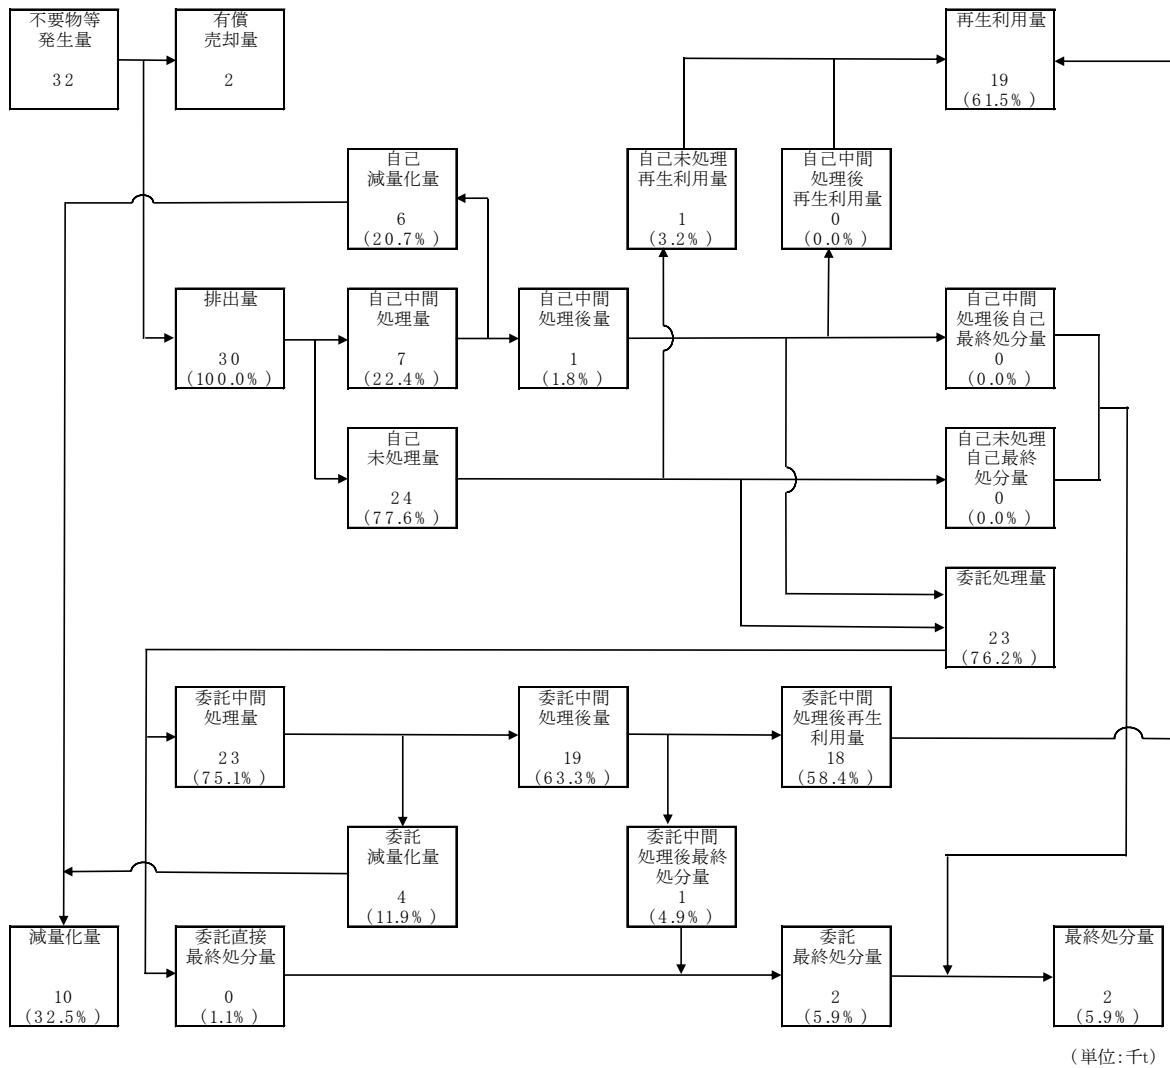 不要物等
発生量
32
有償
売却量
2
再生利用量
19
(61.5%)
自己
減量化量
6
(20.7%)
自己未処理
再生利用量
1
(3.2%)
自己中間
処理後
再生利用量
0
(0.0%)
排出量
30
(100.0%)
自己中間
処理量
7
(22.4%)
自己中間
処理後量
1
(1.8%)
自己中間
処理後自己
最終処分量
0
(0.0%)
自己
未処理量
24
(77.6%)
自己未処理
自己最終
処分量
0
(0.0%)
委託処理量
23
(76.2%)
委託中間
処理量
23
(75.1%)
委託中間
処理後量
19
(63.3%)
委託中間
処理後再生
利用量
18
(58.4%)
委託
減量化量
4
(11.9%)
委託中間
処理後最終
処分量
1
(4.9%)
減量化量
10
(32.5%)
委託直接
最終処分量
0
(1.1%)
委託
最終処分量
2
(5.9%)
最終処分量
2
(5.9%)
(単位:千t)